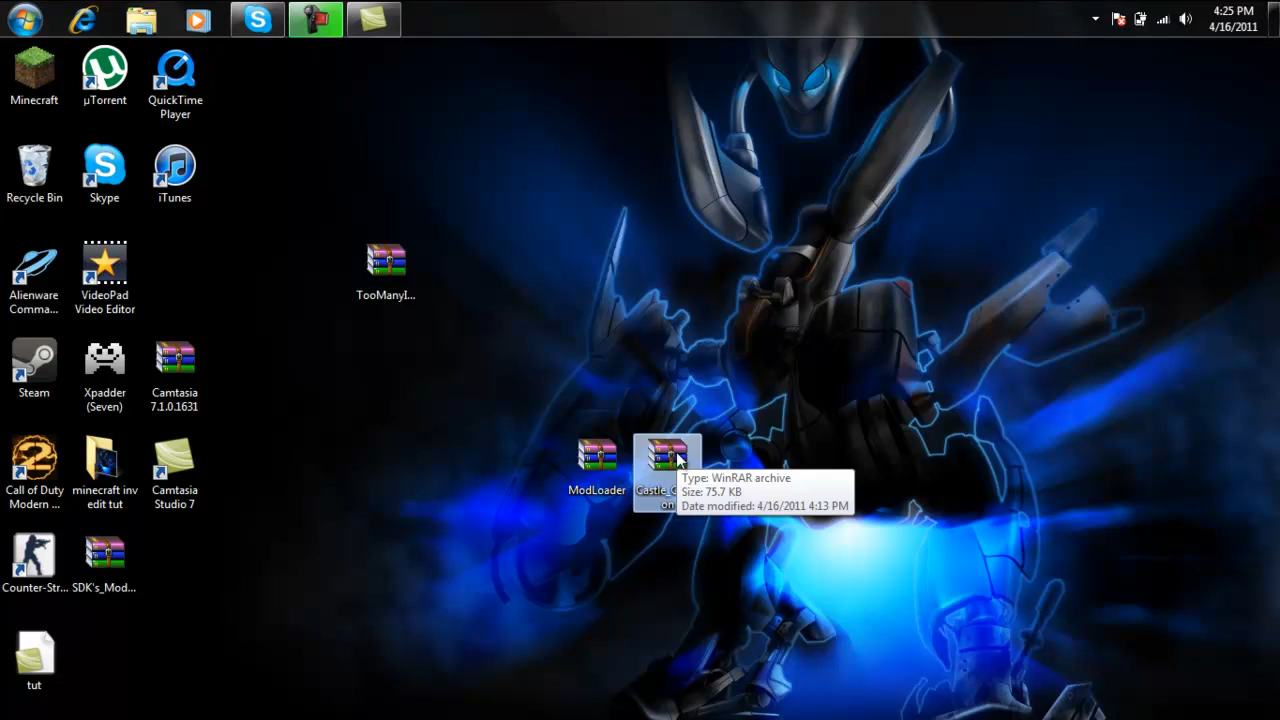 4:25 PM
4/16/2011
Minecraft
µTorrent
QuickTime
Player
Recycle Bin
Skype
iTunes
Alienware
Comma...
VideoPad
Video Editor
TooManyI...
Steam
Xpadder
(Seven)
Camtasia
7.1.0.1631
Call of Duty
Modern ...
minecraft inv
edit tut
Camtasia
Studio 7
ModLoader
Castle_C
on
Type: WinRAR archive
Size: 75.7 KB
Date modified: 4/16/2011 4:13 PM
Counter-Str...
SDK's_Mod...
tut